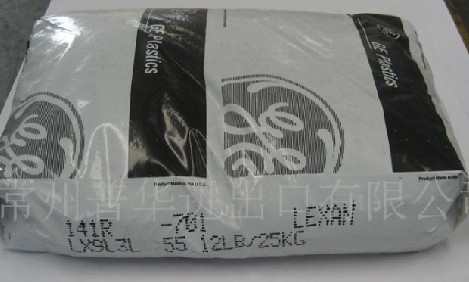 GE Plastics
GE Plastics
常州普华进出口有限公司
141R -701 LEXAN
LX9L3L 55.12LB/25KG